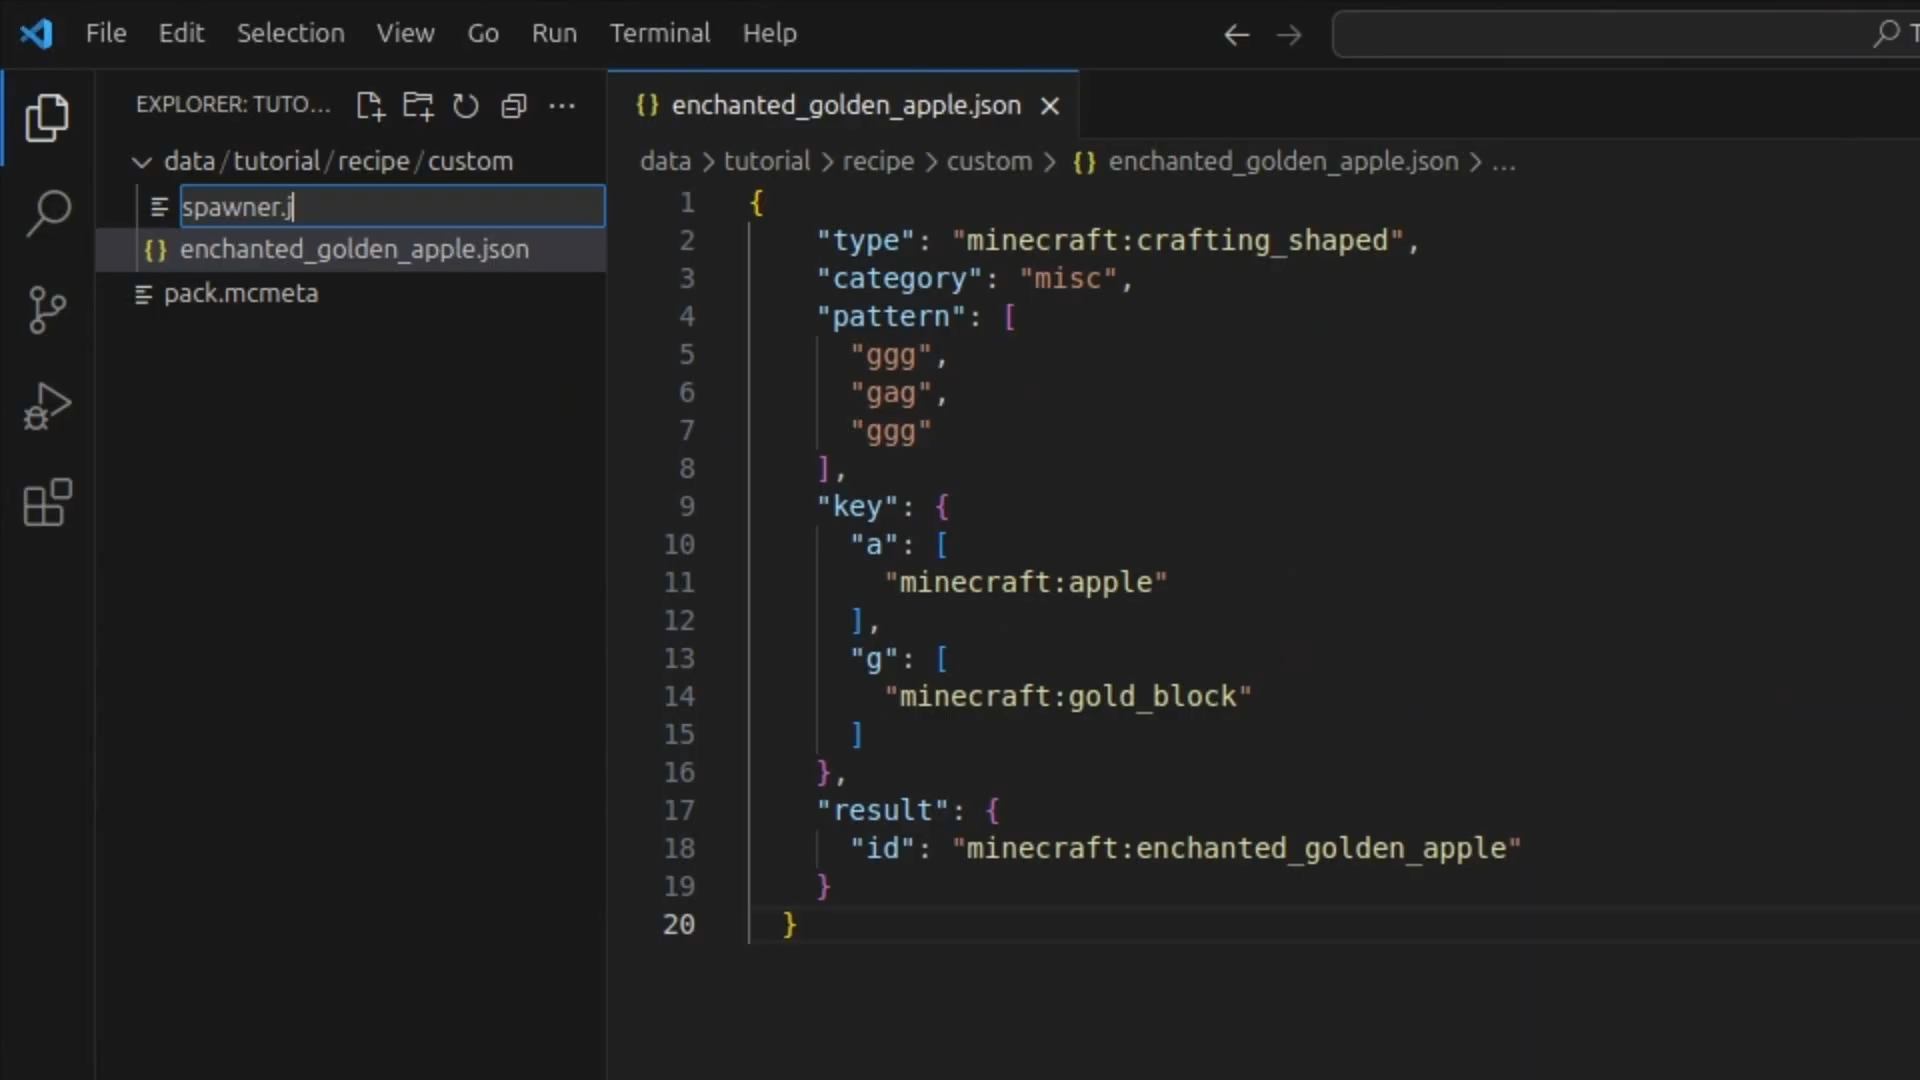 File Edit Selection View Go Run Terminal Help
EXPLORER: TUTO...
data/tutorial/recipe/custom
spawner.j
enchanted_golden_apple.json
pack.mcmeta
enchanted_golden_apple.json
data > tutorial > recipe > custom > {} enchanted_golden_apple.json > ...
1 {
2 "type": "minecraft:crafting_shaped",
3 "category": "misc",
4 "pattern": [
5 "ggg",
6 "gag",
7 "ggg"
8 ],
9 "key": {
10 "a": [
11 "minecraft:apple"
12 ],
13 "g": [
14 "minecraft:gold_block"
15 ]
16 },
17 "result": {
18 "id": "minecraft:enchanted_golden_apple"
19 }
20 }